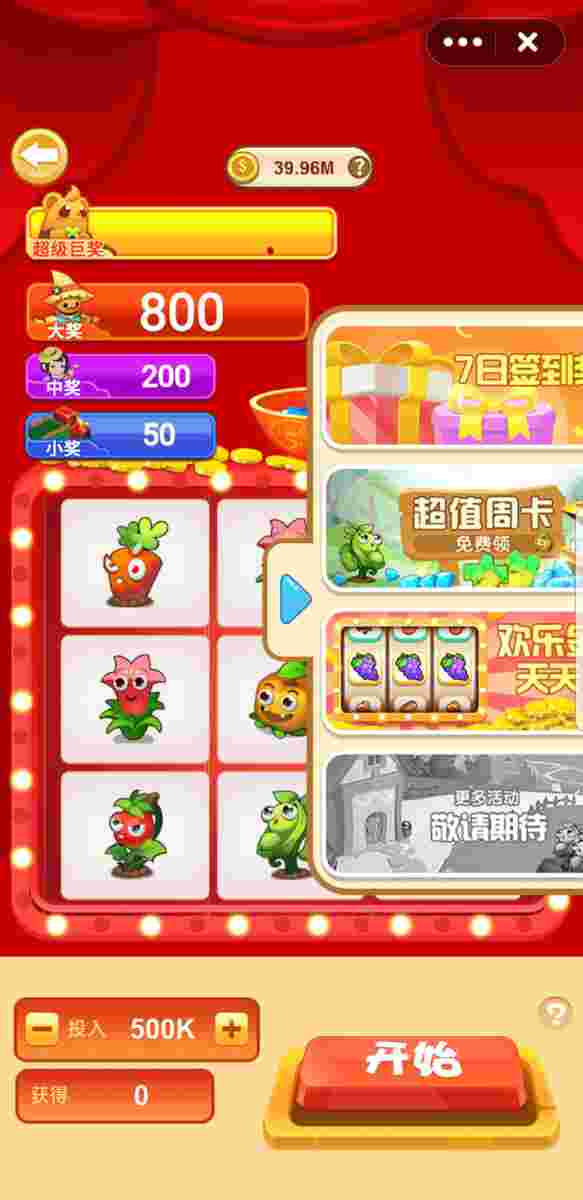 39.96M
?
超级巨奖
大奖 800
中奖 200
小奖 50
7日签到
超值周卡
免费领
欢乐
天天
更多活动
敬请期待
投入 500K
获得 0
?
开始